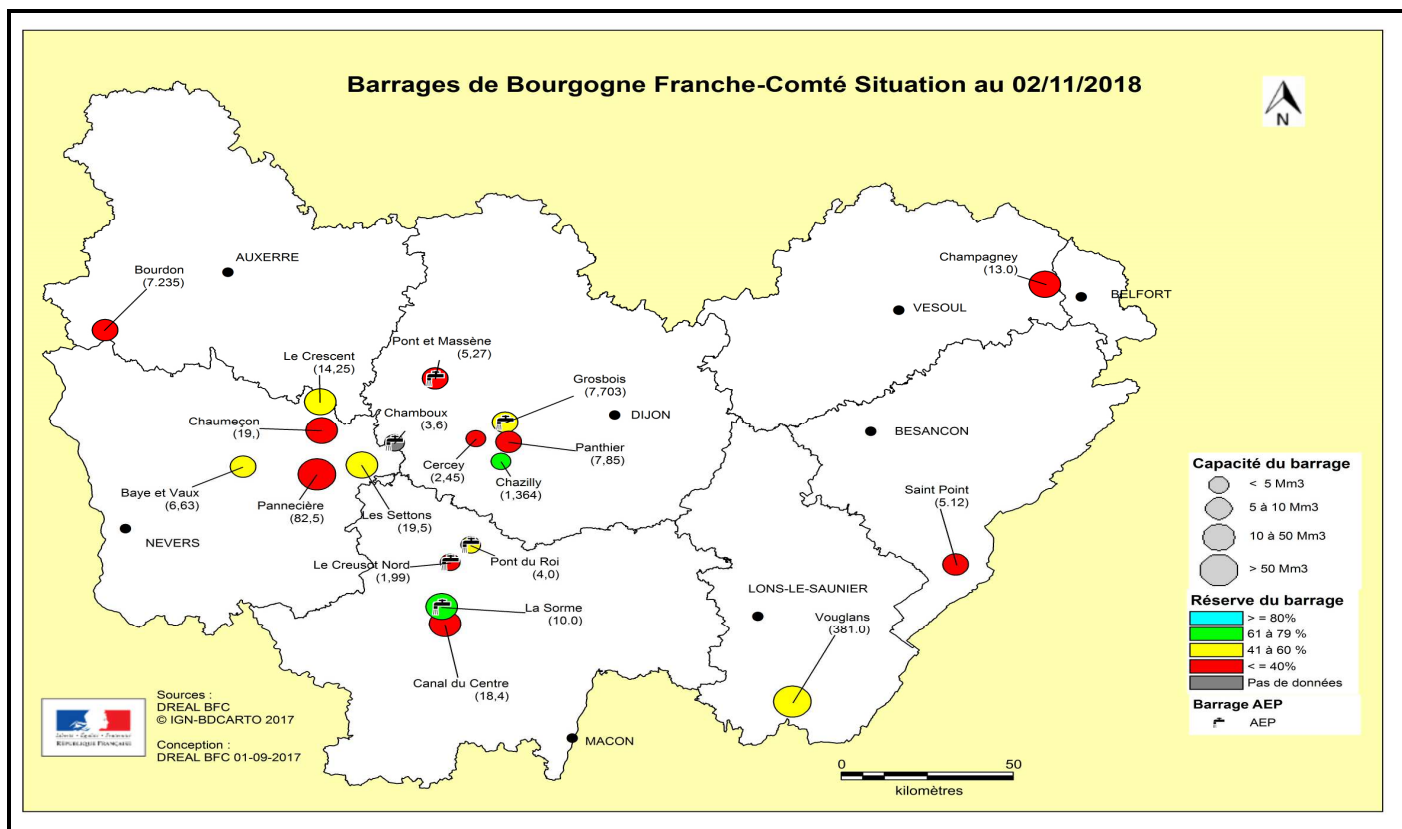 Barrages de Bourgogne Franche-Comté Situation au 02/11/2018
N
AUXERRE
Bourdon
(7.235)
Champagney
(13.0)
BELFORT
VESOUL
Pont et Massène
(5,27)
Le Crescent
(14,25)
Grosbois
(7,703)
Chamboux
(3,6)
DIJON
Chaumeçon
(19,)
BESANCON
Panthier
(7,85)
Cercey
(2,45)
Chazilly
(1,364)
Baye et Vaux
(6,63)
Pannecière
(82,5)
Les Settons
(19,5)
Saint Point
(5.12)
NEVERS
Le Creusot Nord
(1,99)
Pont du Roi
(4,0)
LONS-LE-SAUNIER
La Sorme
(10.0)
Vouglans
(381.0)
Canal du Centre
(18,4)
MACON
Capacité du barrage
< 5 Mm3
5 à 10 Mm3
10 à 50 Mm3
> 50 Mm3
Réserve du barrage
> = 80%
61 à 79 %
41 à 60 %
< = 40%
Pas de données
Barrage AEP
AEP
Liberté • Égalité • Fraternité
RÉPUBLIQUE FRANÇAISE
Sources :
DREAL BFC
© IGN-BDCARTO 2017
Conception :
DREAL BFC 01-09-2017
0 50
kilomètres